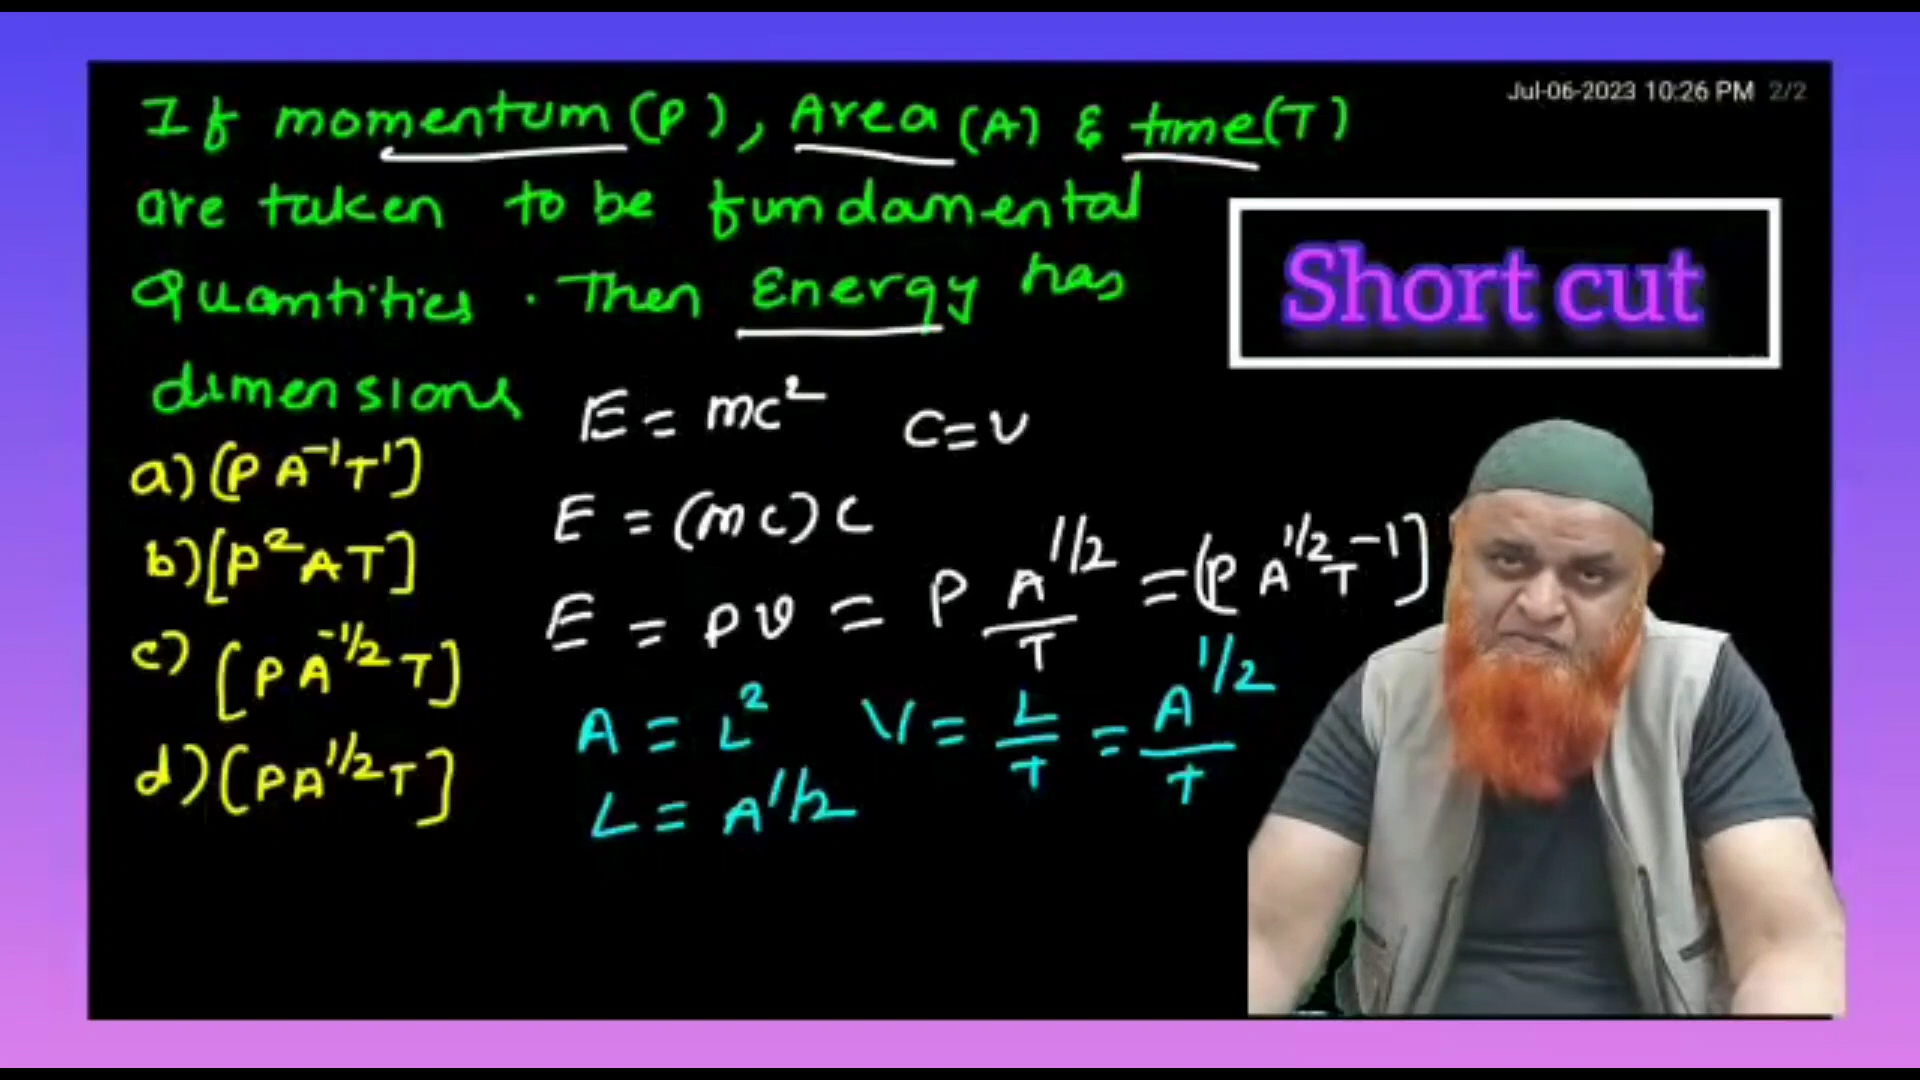 Jul-06-2023 10:26 PM 2/2
If momentum (P), Area (A) & time (T)
are taken to be fundamental
Quantities. Then Energy has
dimensions
Short cut
a) [P A⁻¹ T¹]
b) [P² A T]
c) [P A^-1/2 T]
d) [P A^1/2 T]
E = mc² C = V
E = (mc) c
E = PV = P A^1/2 / T = [P A^1/2 T⁻¹]
A = L² V = L/T = A^1/2 / T
L = A^1/2